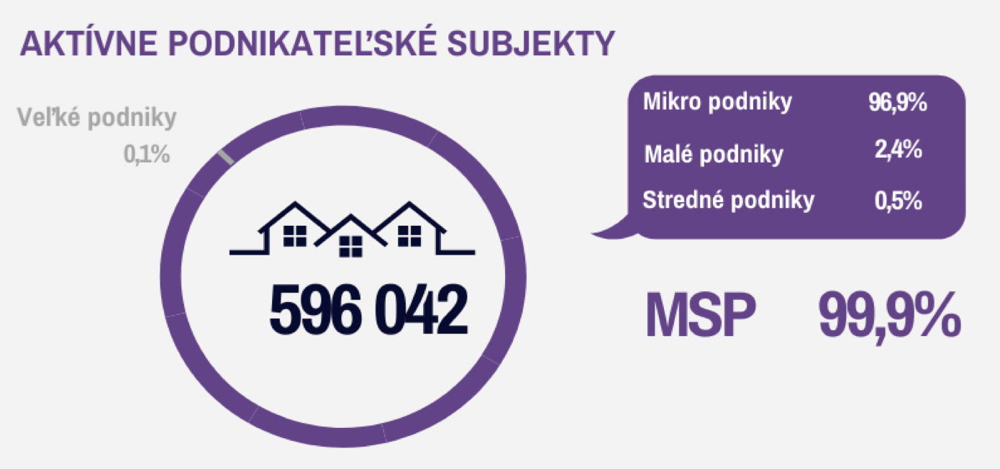 AKTÍVNE PODNIKATEĽSKÉ SUBJEKTY
Veľké podniky
0,1%
596 042
Mikro podniky 96,9%
Malé podniky 2,4%
Stredné podniky 0,5%
MSP 99,9%